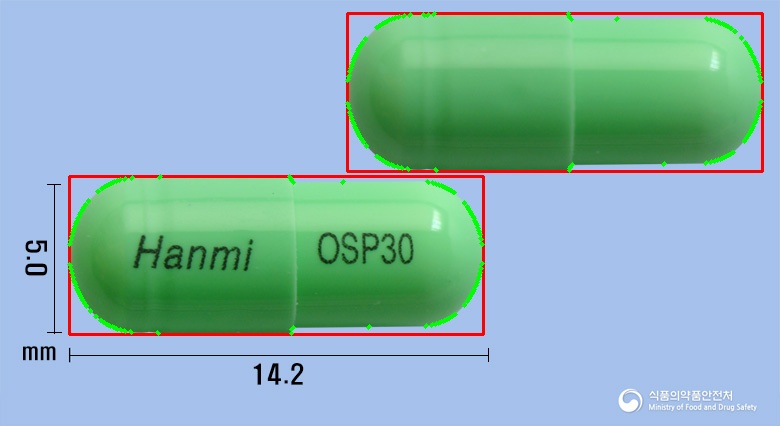 Hanmi OSP30
5.0
mm
14.2
식품의약품안전처
Ministry of Food and Drug Safety